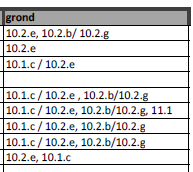 grond
10.2.e, 10.2.b/ 10.2.g
10.2.e
10.1.c / 10.2.e
10.1.c / 10.2.e , 10.2.b/10.2.g
10.1.c / 10.2.e, 10.2.b/10.2.g, 11.1
10.1.c / 10.2.e, 10.2.b/10.2.g
10.1.c / 10.2.e, 10.2.b/10.2.g
10.2.e, 10.1.c